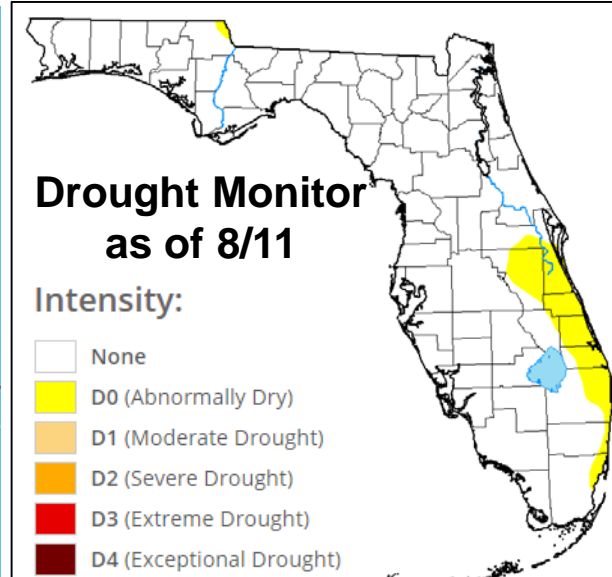 Drought Monitor
as of 8/11
Intensity:
None
D0 (Abnormally Dry)
D1 (Moderate Drought)
D2 (Severe Drought)
D3 (Extreme Drought)
D4 (Exceptional Drought)